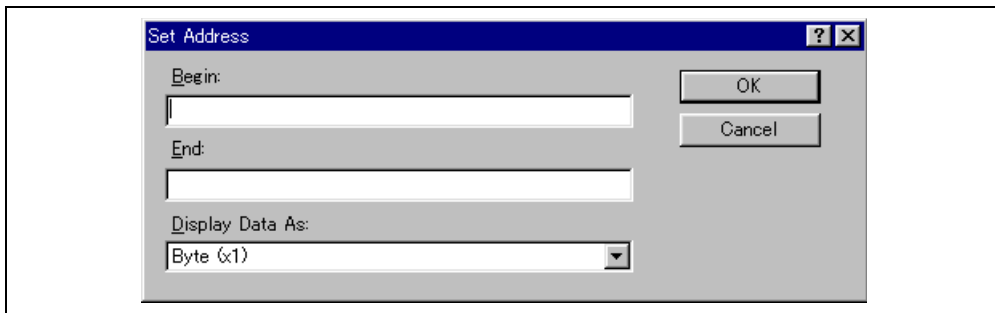 Set Address
Begin:
OK
Cancel
End:
Display Data As:
Byte (x1)